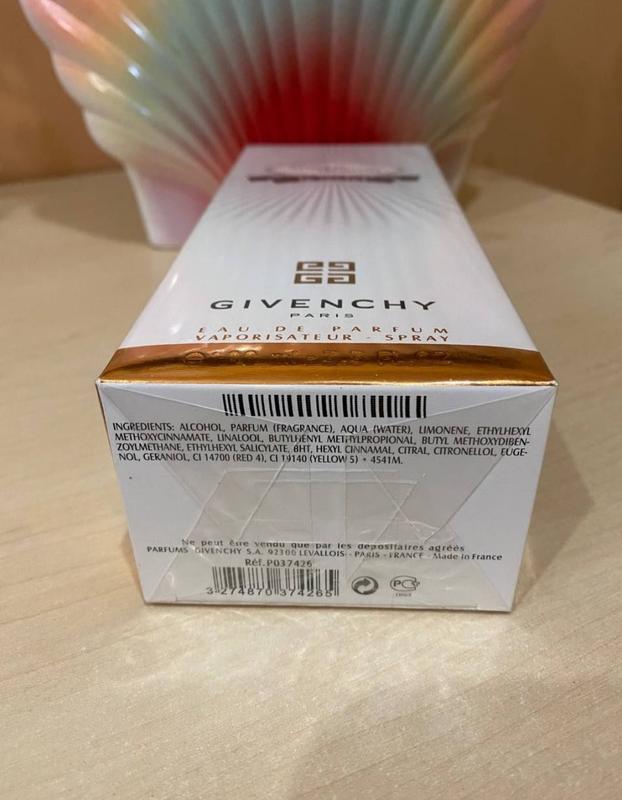 GIVENCHY
PARIS
EAU DE PARFUM
VAPORISATEUR - SPRAY
INGREDIENTS: ALCOHOL, PARFUM (FRAGRANCE), AQUA (WATER), LIMONENE, ETHYLHEXYL
METHOXYCINNAMATE, LINALOOL, BUTYLHENYL METHYLPROPIONAL, BUTYL METHOXYDIBEN-
ZOYLMETHANE, ETHYLHEXYL SALICYLATE, BHT, HEXYL CINNAMAL, CITRAL, CITRONELLOL, EUGE-
NOL, GERANIOL, CI 14700 (RED 4), CI 19140 (YELLOW 5) • 4541M.
Ne peut être vendu que par les dépositaires agréés
PARFUMS GIVENCHY S.A. 92300 LEVALLOIS - PARIS - FRANCE - Made in France
Réf. P037426
3 274870 374265